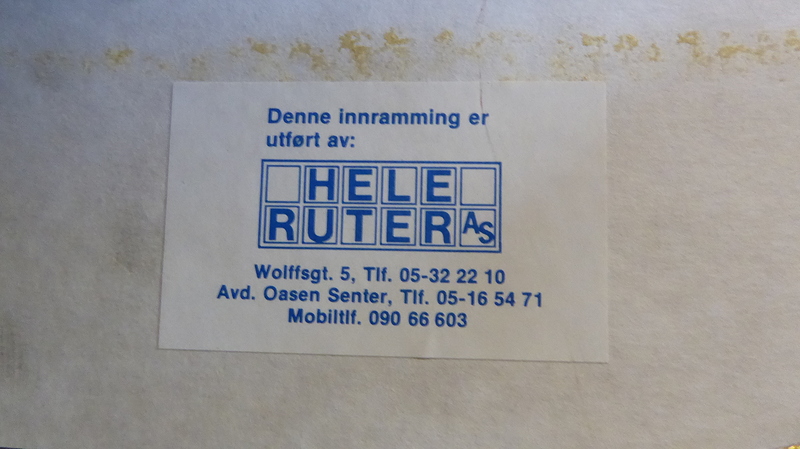 Denne innramming er
utført av:
HELE
RUTER AS
Wolffsgt. 5, Tlf. 05-32 22 10
Avd. Oasen Senter, Tlf. 05-16 54 71
Mobiltlf. 090 66 603